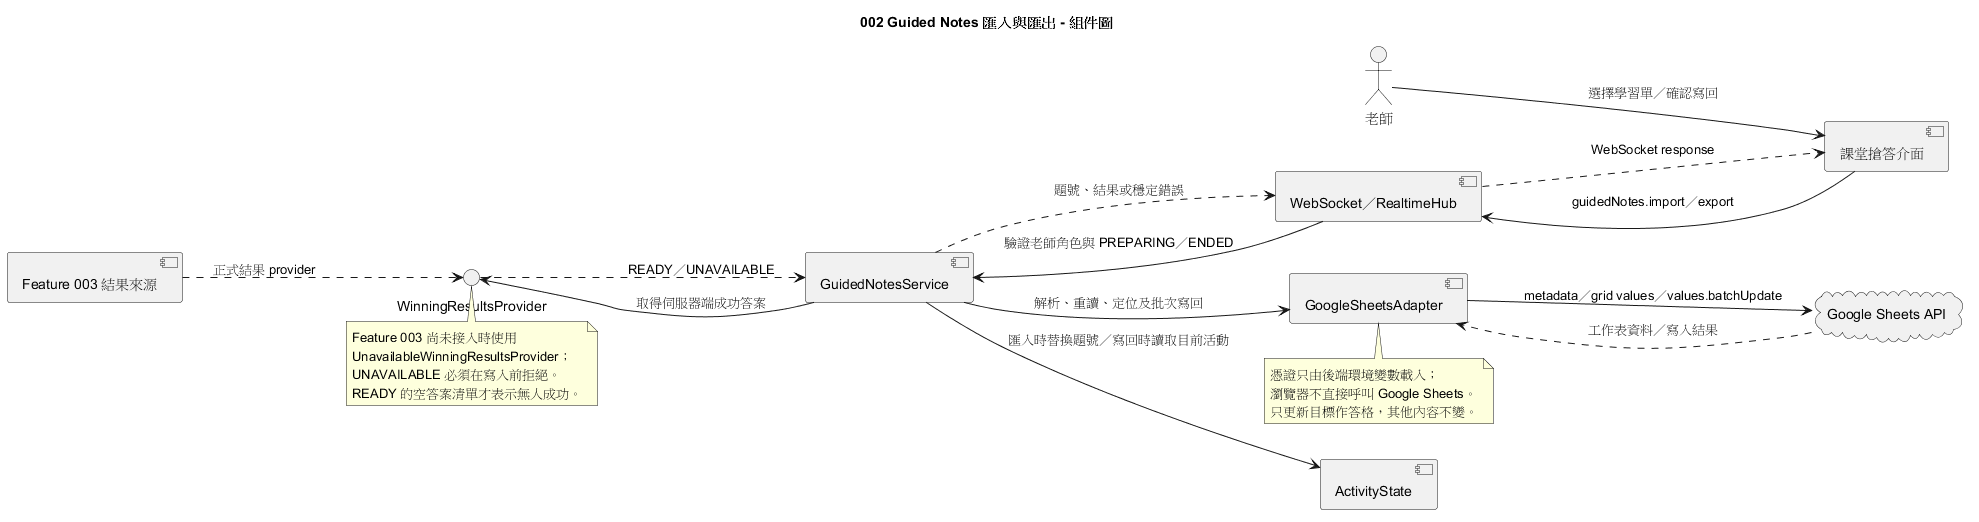 002 Guided Notes 匯入與匯出 - 組件圖
老師
選擇學習單／確認寫回
課堂搶答介面
WebSocket response
guidedNotes.import／export
WebSocket／RealtimeHub
題號、結果或穩定錯誤
驗證老師角色與 PREPARING／ENDED
Feature 003 結果來源
正式結果 provider
WinningResultsProvider
READY／UNAVAILABLE
取得伺服器端成功答案
GuidedNotesService
解析、重讀、定位及批次寫回
GoogleSheetsAdapter
metadata／grid values／values.batchUpdate
工作表資料／寫入結果
Google Sheets API
匯入時替換題號／寫回時讀取目前活動
Feature 003 尚未接入時使用
UnavailableWinningResultsProvider；
UNAVAILABLE 必須在寫入前拒絕。
READY 的空答案清單才表示無人成功。
憑證只由後端環境變數載入；
瀏覽器不直接呼叫 Google Sheets。
只更新目標作答格，其他內容不變。
ActivityState